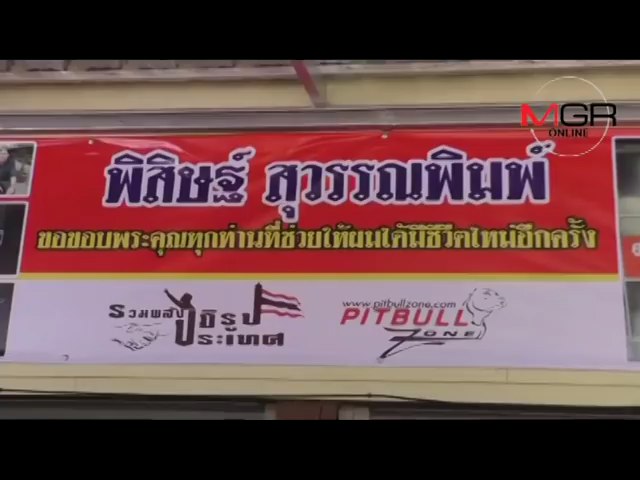 MGR
ONLINE
พิสิษฐ์ สุวรรณพิมพ์
ขอขอบพระคุณทุกท่านที่ช่วยให้ผมได้มีชีวิตใหม่อีกครั้ง
รวมพลัง ปฏิรูป
ประเทศ
www.pitbullzone.com
PITBULL
ZONE